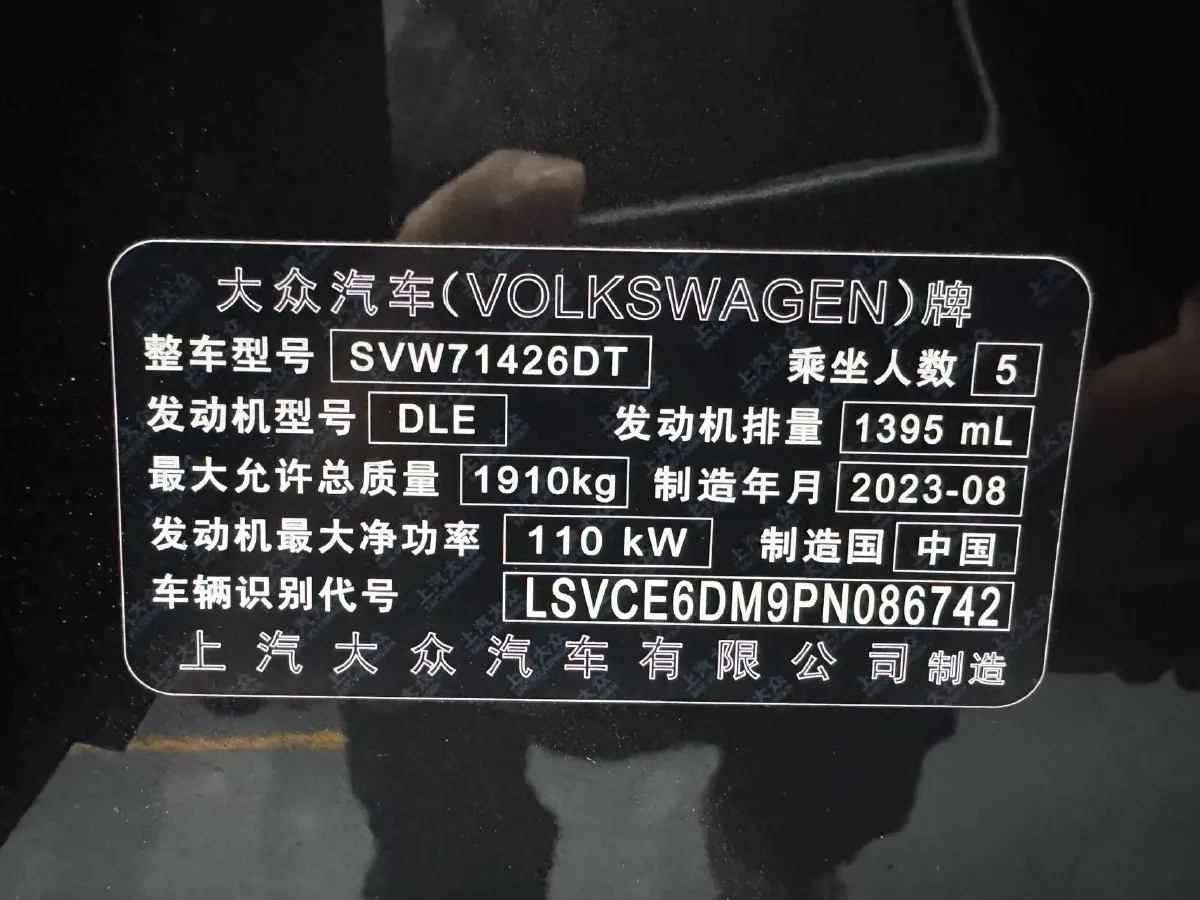 大众汽车(VOLKSWAGEN)牌
整车型号 SVW71426DT 乘坐人数 5
发动机型号 DLE 发动机排量 1395 mL
最大允许总质量 1910kg 制造年月 2023-08
发动机最大净功率 110 kW 制造国 中国
车辆识别代号 LSVCE6DM9PN086742
上汽大众汽车有限公司 制造